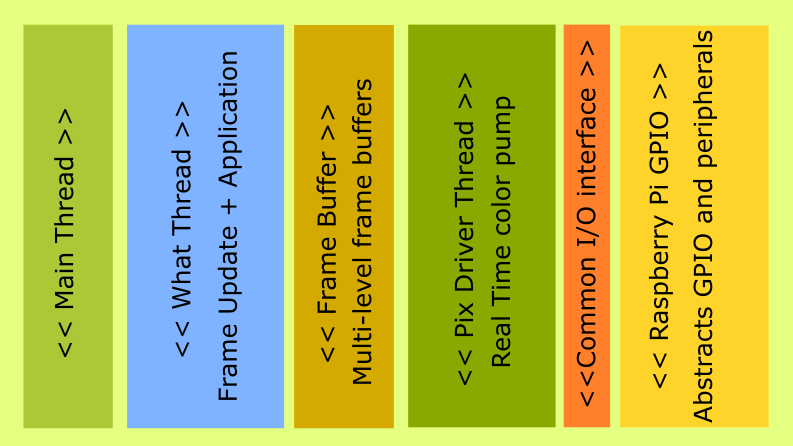 << Main Thread >>
<< What Thread >>
Frame Update + Application
<< Frame Buffer >>
Multi-level frame buffers
<< Pix Driver Thread >>
Real Time color pump
<<Common I/O interface >>
<< Raspberry Pi GPIO >>
Abstracts GPIO and peripherals